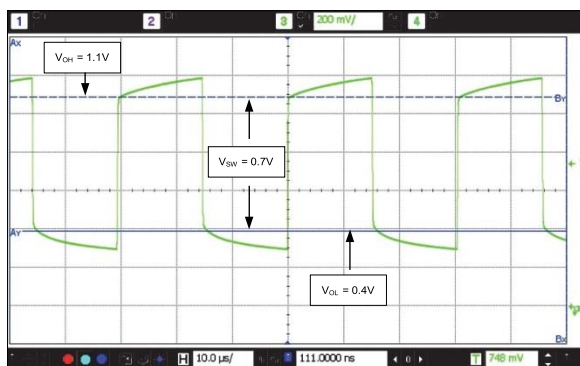 1 2 3 200 mV/ 4
Ax
VOH = 1.1V
By
VSW = 0.7V
Ay
VOL = 0.4V
Bx
H 10.0 µs/ 111.0000 ns 0 T 748 mV